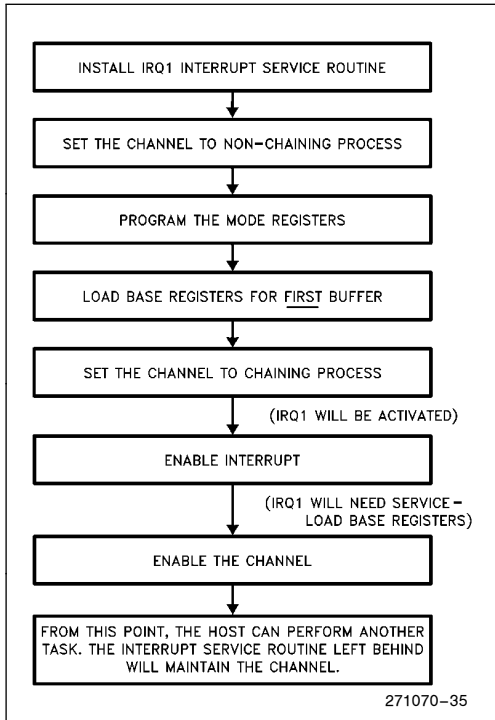 INSTALL IRQ1 INTERRUPT SERVICE ROUTINE
SET THE CHANNEL TO NON-CHAINING PROCESS
PROGRAM THE MODE REGISTERS
LOAD BASE REGISTERS FOR FIRST BUFFER
SET THE CHANNEL TO CHAINING PROCESS
(IRQ1 WILL BE ACTIVATED)
ENABLE INTERRUPT
(IRQ1 WILL NEED SERVICE-
LOAD BASE REGISTERS)
ENABLE THE CHANNEL
FROM THIS POINT, THE HOST CAN PERFORM ANOTHER
TASK. THE INTERRUPT SERVICE ROUTINE LEFT BEHIND
WILL MAINTAIN THE CHANNEL.
271070-35